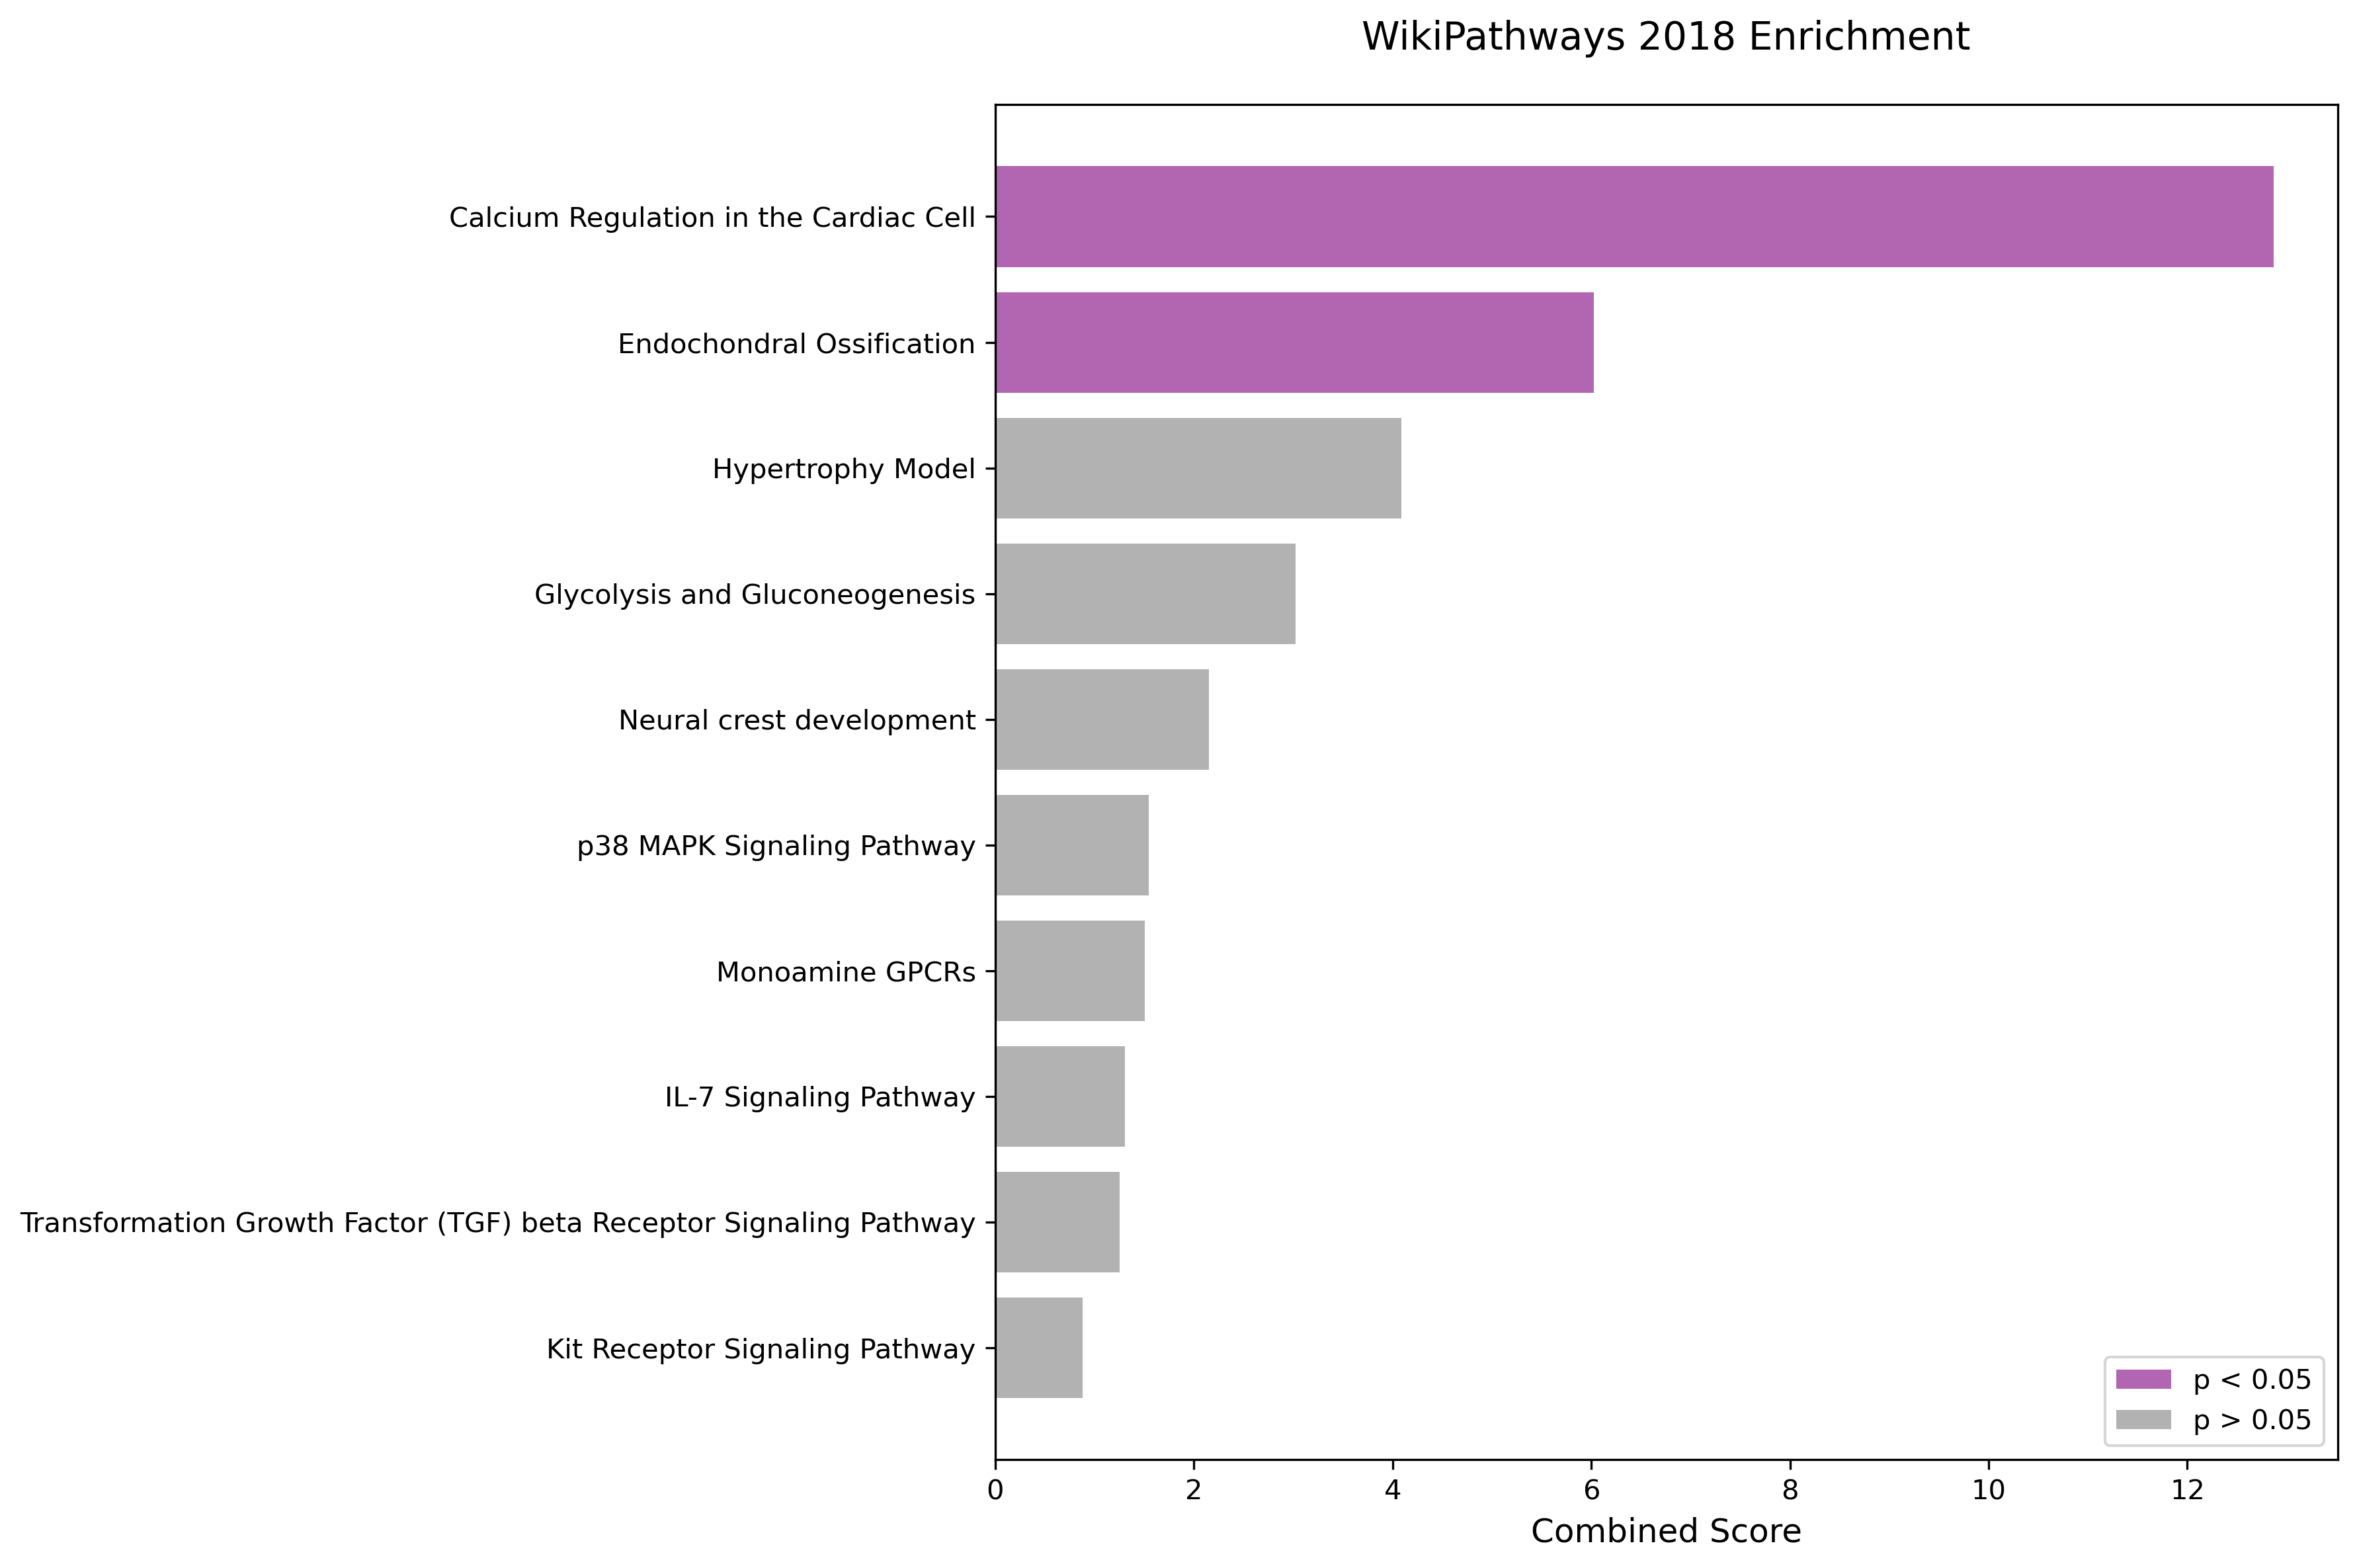 WikiPathways 2018 Enrichment
Calcium Regulation in the Cardiac Cell
Endochondral Ossification
Hypertrophy Model
Glycolysis and Gluconeogenesis
Neural crest development
p38 MAPK Signaling Pathway
Monoamine GPCRs
IL-7 Signaling Pathway
Transformation Growth Factor (TGF) beta Receptor Signaling Pathway
Kit Receptor Signaling Pathway
p < 0.05
p > 0.05
0 2 4 6 8 10 12
Combined Score